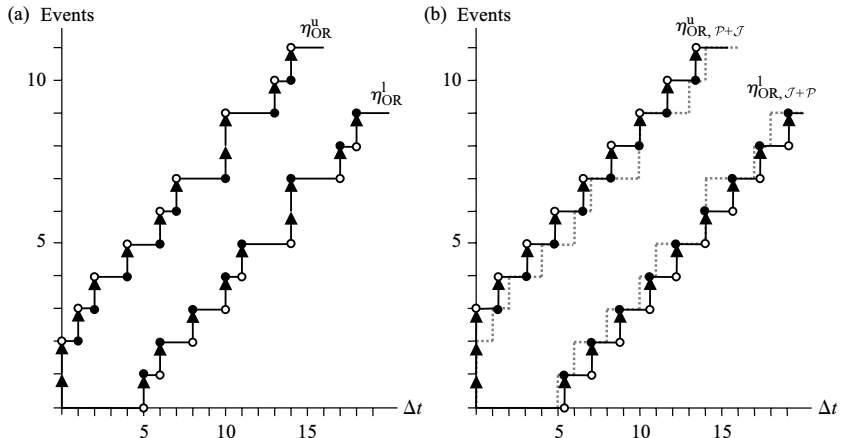 (a) Events
η^u_OR
η^l_OR
10
5
5 10 15
Δt
(b) Events
η^u_OR, 𝒫+𝒥
η^l_OR, 𝒥+𝒫
10
5
5 10 15
Δt